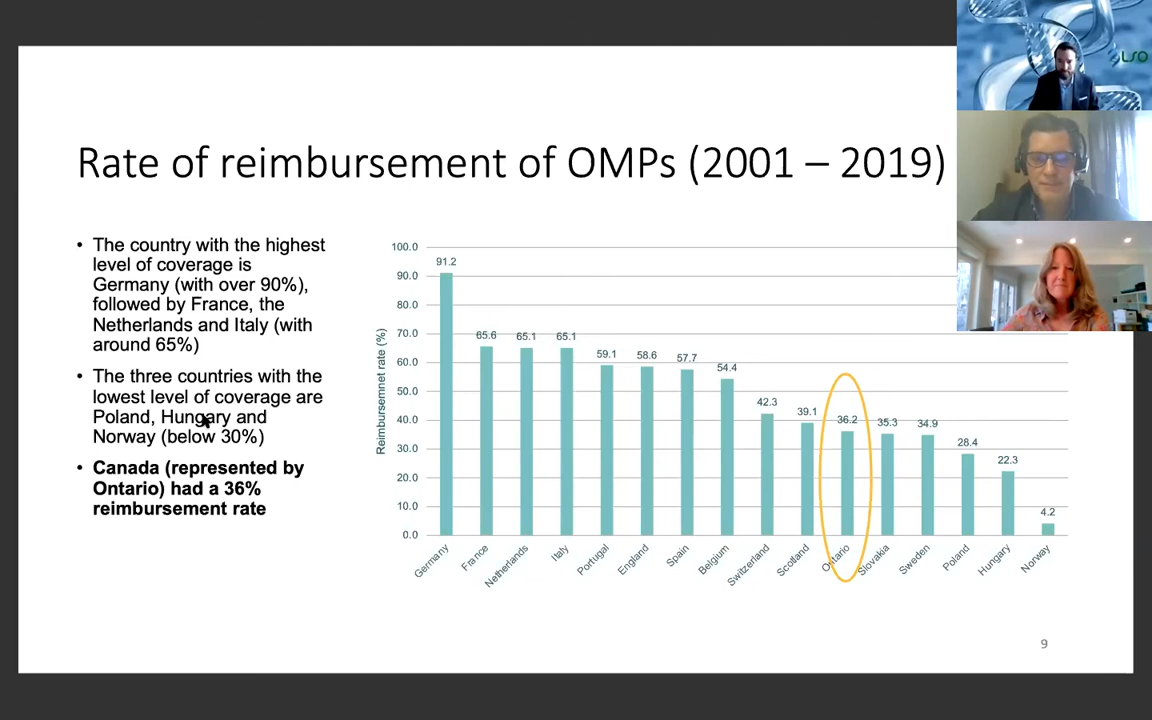 LSO
Rate of reimbursement of OMPs (2001 – 2019)
• The country with the highest
level of coverage is
Germany (with over 90%),
followed by France, the
Netherlands and Italy (with
around 65%)
• The three countries with the
lowest level of coverage are
Poland, Hungary and
Norway (below 30%)
• Canada (represented by
Ontario) had a 36%
reimbursement rate
Reimbursemnet rate (%)
100.0
90.0
80.0
70.0
60.0
50.0
40.0
30.0
20.0
10.0
0.0
91.2
65.6
65.1
65.1
59.1
58.6
57.7
54.4
42.3
39.1
36.2
35.3
34.9
28.4
22.3
4.2
Germany
France
Netherlands
Italy
Portugal
England
Spain
Belgium
Switzerland
Scotland
Ontario
Slovakia
Sweden
Poland
Hungary
Norway
9